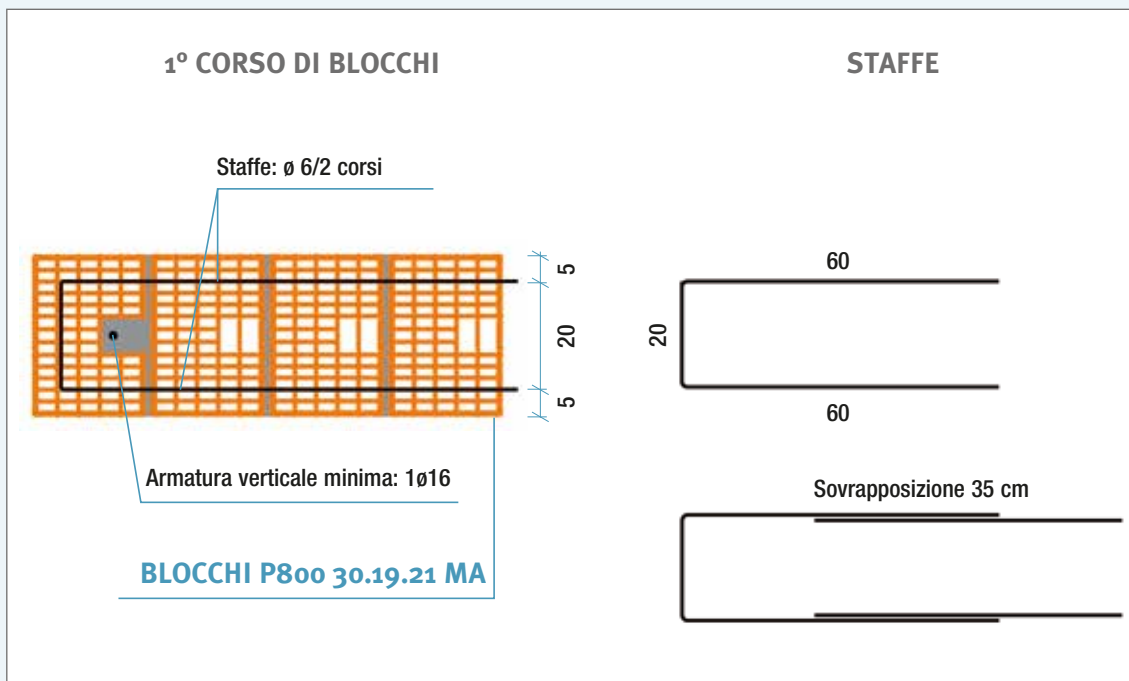 1º CORSO DI BLOCCHI
STAFFE
Staffe: ø 6/2 corsi
5
20
5
60
20
60
Armatura verticale minima: 1ø16
Sovrapposizione 35 cm
BLOCCHI P800 30.19.21 MA